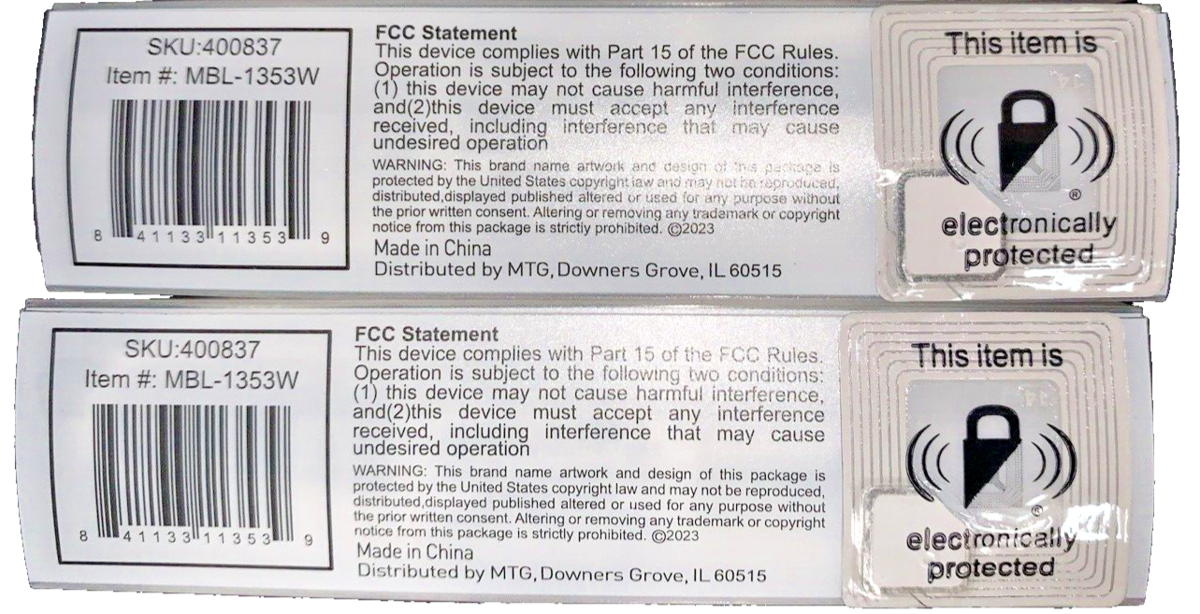 SKU:400837
Item #: MBL-1353W
8 41133 11353 9
FCC Statement
This device complies with Part 15 of the FCC Rules.
Operation is subject to the following two conditions:
(1) this device may not cause harmful interference,
and(2)this device must accept any interference
received, including interference that may cause
undesired operation
WARNING: This brand name artwork and design of this package is
protected by the United States copyright law and may not be reproduced,
distributed,displayed published altered or used for any purpose without
the prior written consent. Altering or removing any trademark or copyright
notice from this package is strictly prohibited. ©2023
Made in China
Distributed by MTG, Downers Grove, IL 60515
This item is
®
electronically
protected
SKU:400837
Item #: MBL-1353W
8 41133 11353 9
FCC Statement
This device complies with Part 15 of the FCC Rules.
Operation is subject to the following two conditions:
(1) this device may not cause harmful interference,
and(2)this device must accept any interference
received, including interference that may cause
undesired operation
WARNING: This brand name artwork and design of this package is
protected by the United States copyright law and may not be reproduced,
distributed,displayed published altered or used for any purpose without
the prior written consent. Altering or removing any trademark or copyright
notice from this package is strictly prohibited. ©2023
Made in China
Distributed by MTG, Downers Grove, IL 60515
This item is
®
electronically
protected